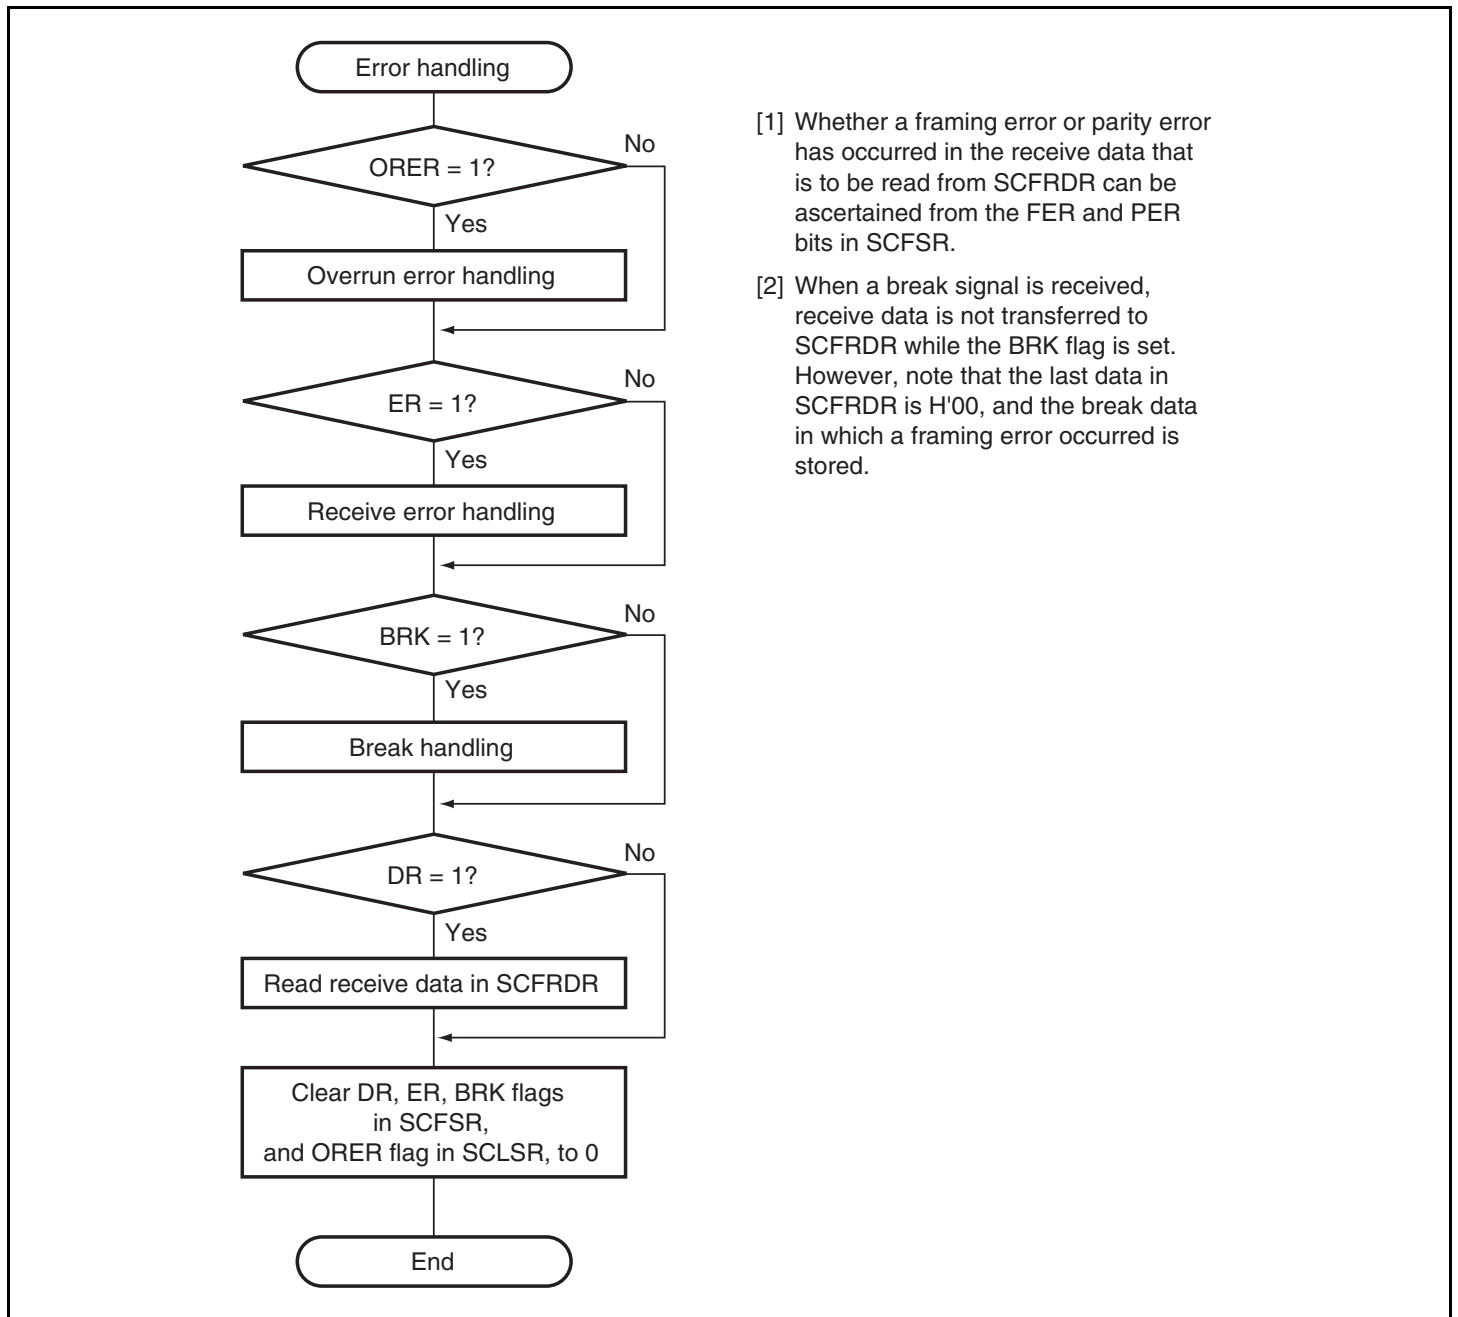 Error handling
ORER = 1?
No
Yes
Overrun error handling
ER = 1?
No
Yes
Receive error handling
BRK = 1?
No
Yes
Break handling
DR = 1?
No
Yes
Read receive data in SCFRDR
Clear DR, ER, BRK flags
in SCFSR,
and ORER flag in SCLSR, to 0
End
[1] Whether a framing error or parity error
has occurred in the receive data that
is to be read from SCFRDR can be
ascertained from the FER and PER
bits in SCFSR.
[2] When a break signal is received,
receive data is not transferred to
SCFRDR while the BRK flag is set.
However, note that the last data in
SCFRDR is H'00, and the break data
in which a framing error occurred is
stored.